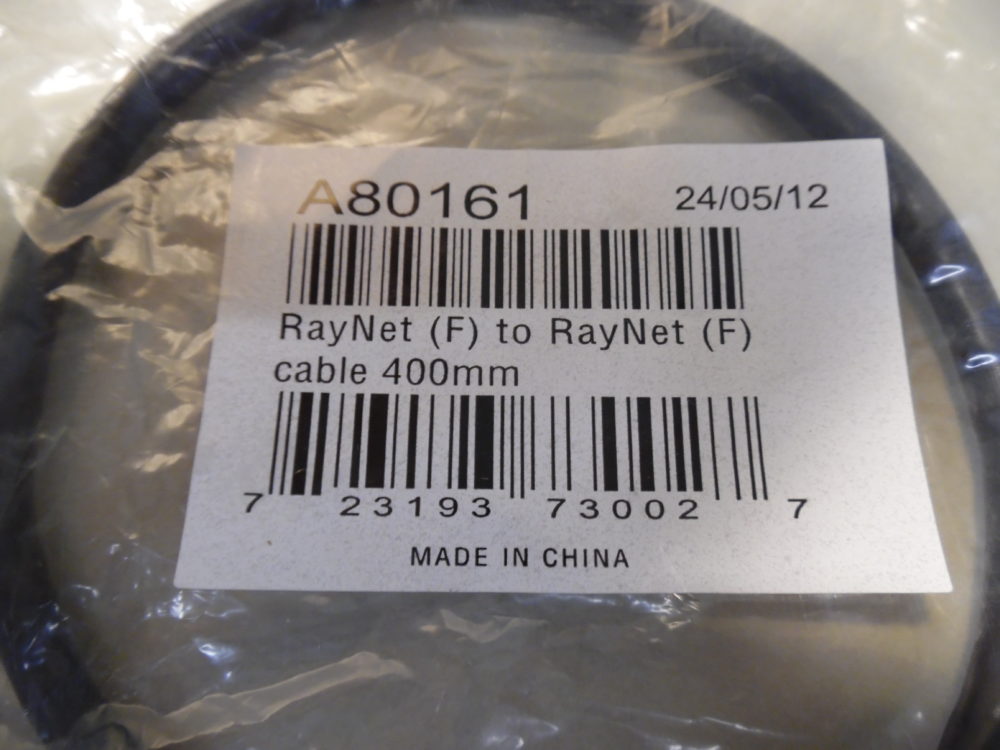 A80161 24/05/12
RayNet (F) to RayNet (F)
cable 400mm
7 23193 73002 7
MADE IN CHINA